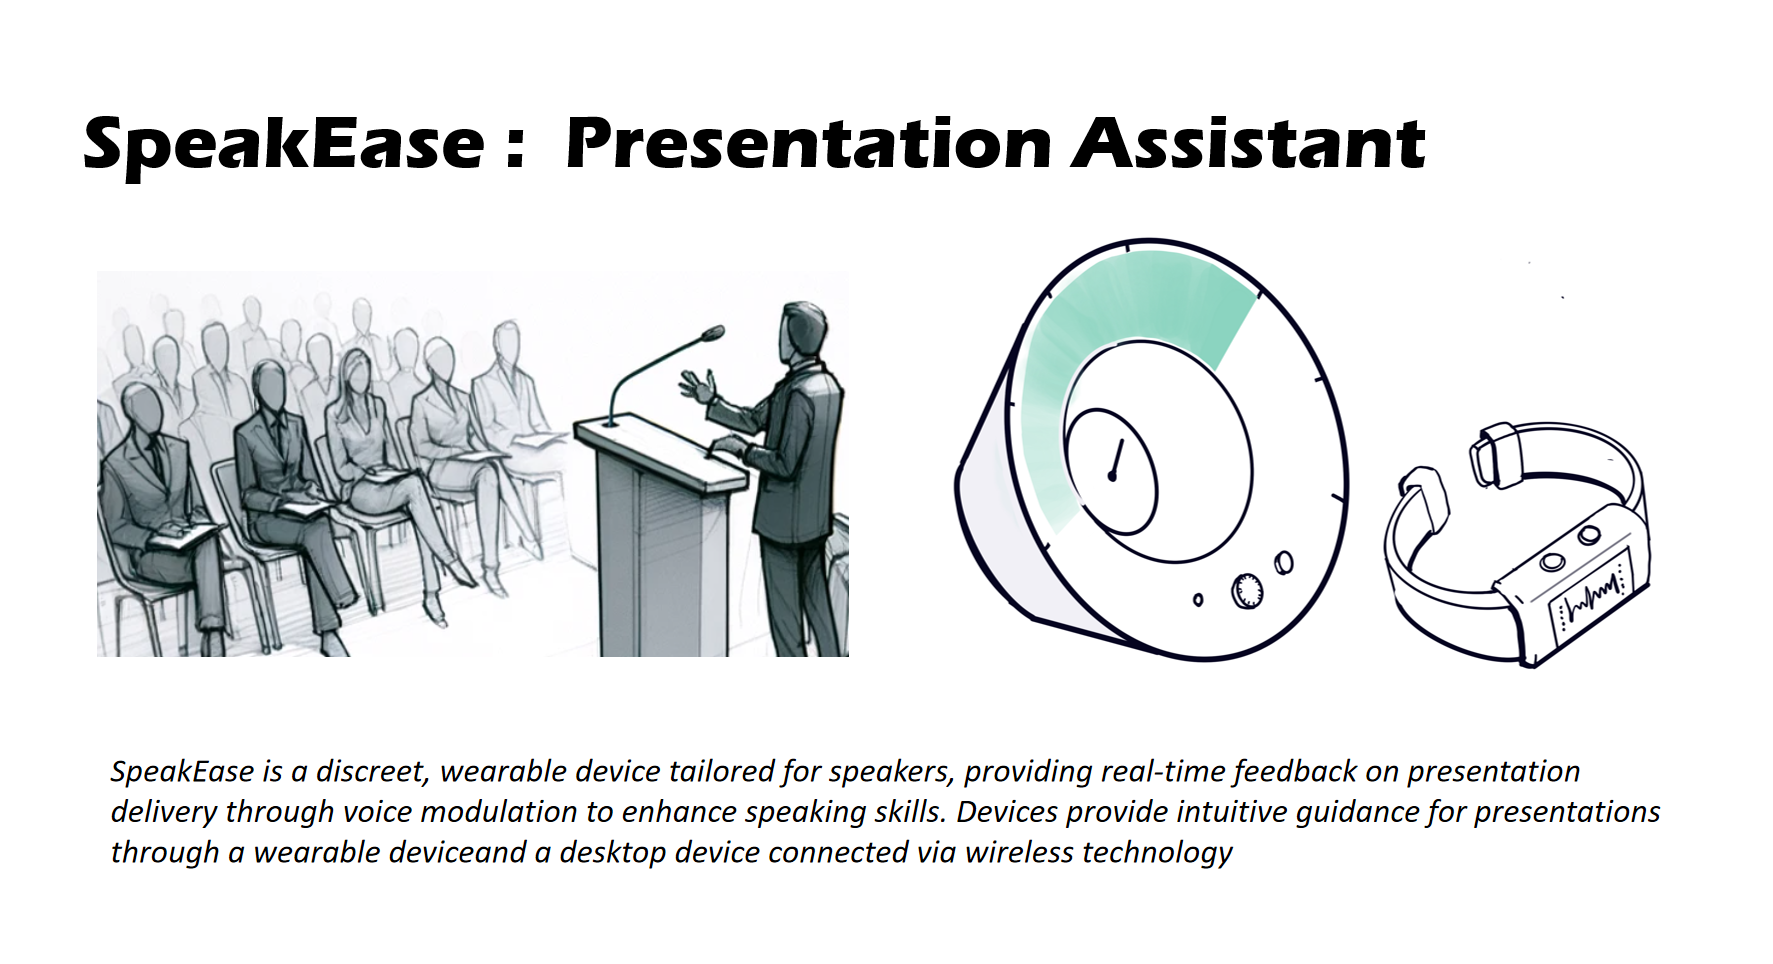 SpeakEase :  Presentation Assistant
SpeakEase is a discreet, wearable device tailored for speakers, providing real-time feedback on presentation
delivery through voice modulation to enhance speaking skills. Devices provide intuitive guidance for presentations
through a wearable deviceand a desktop device connected via wireless technology